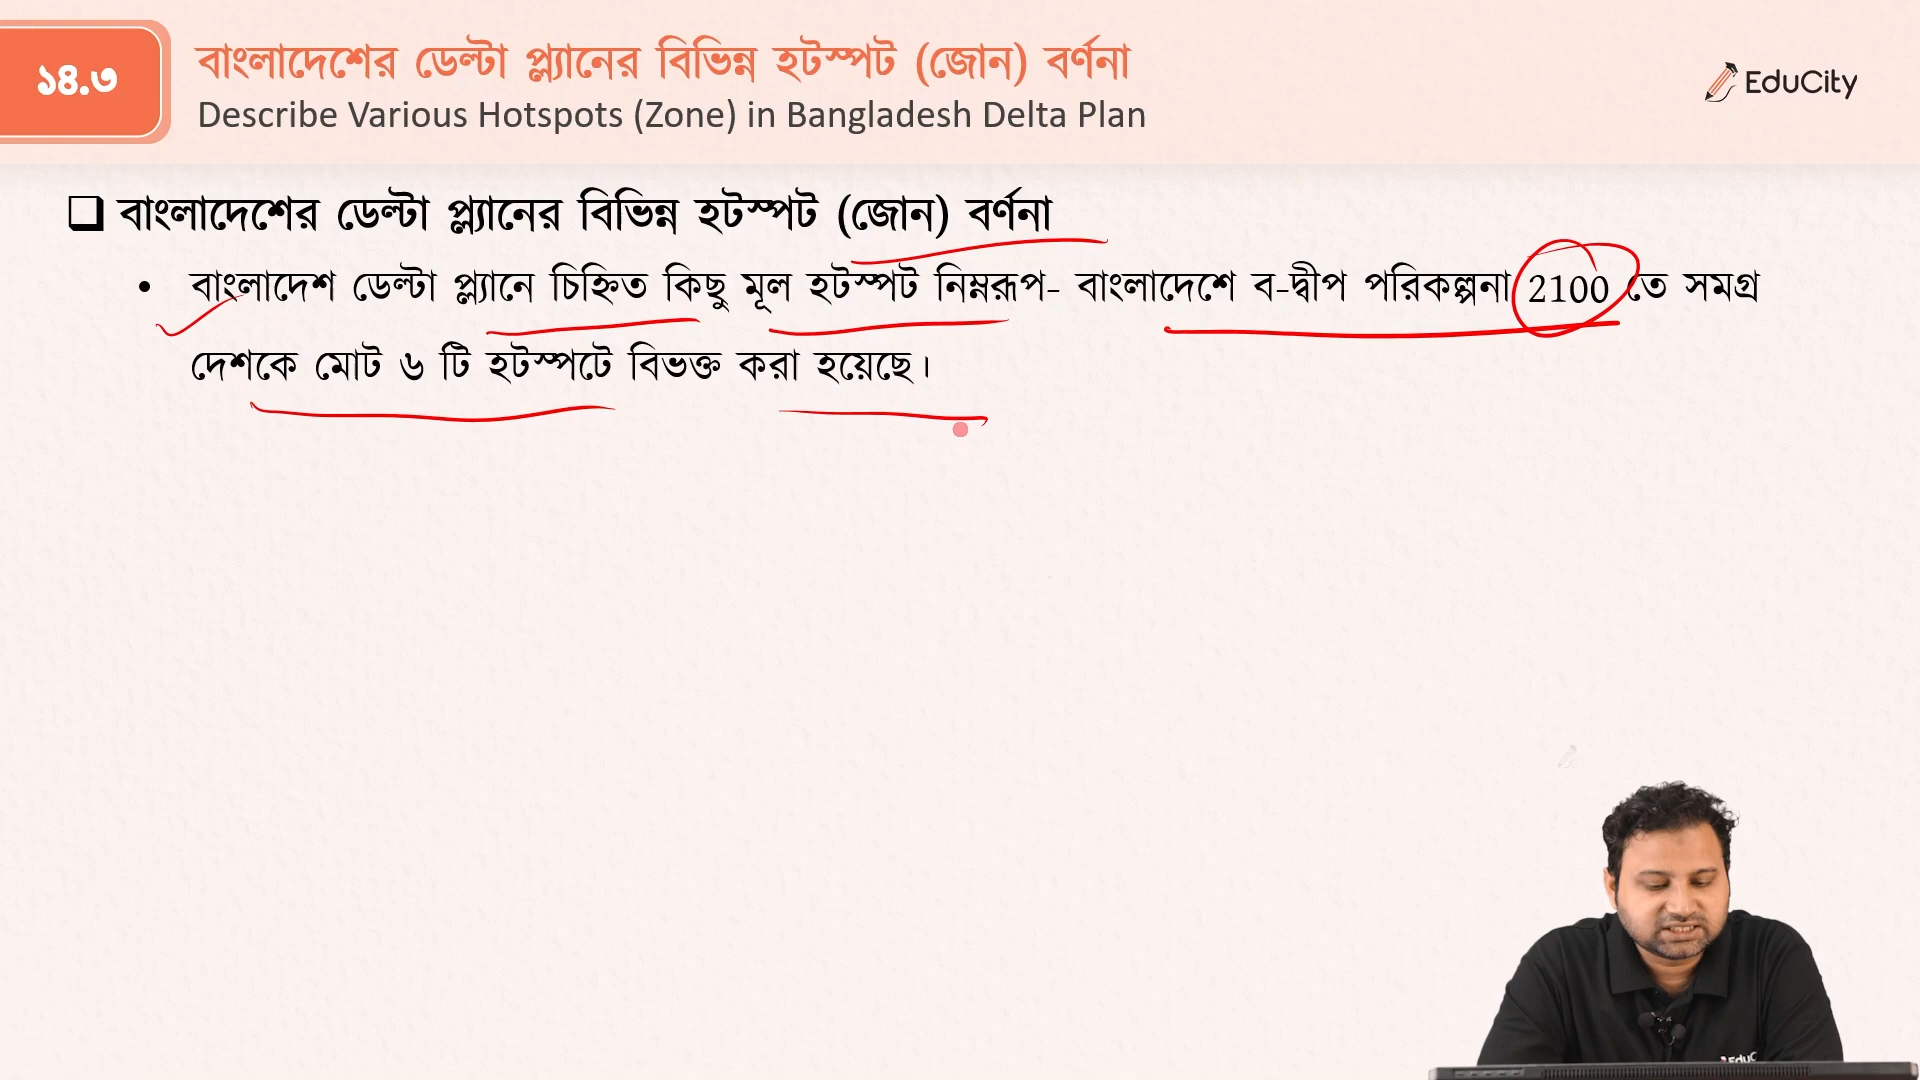 ১৪.৩
বাংলাদেশের ডেল্টা প্ল্যানের বিভিন্ন হটস্পট (জোন) বর্ণনা
Describe Various Hotspots (Zone) in Bangladesh Delta Plan
EduCity
বাংলাদেশের ডেল্টা প্ল্যানের বিভিন্ন হটস্পট (জোন) বর্ণনা
• বাংলাদেশ ডেল্টা প্ল্যানে চিহ্নিত কিছু মূল হটস্পট নিম্নরূপ- বাংলাদেশে ব-দ্বীপ পরিকল্পনা 2100 তে সমগ্র
দেশকে মোট ৬ টি হটস্পটে বিভক্ত করা হয়েছে।